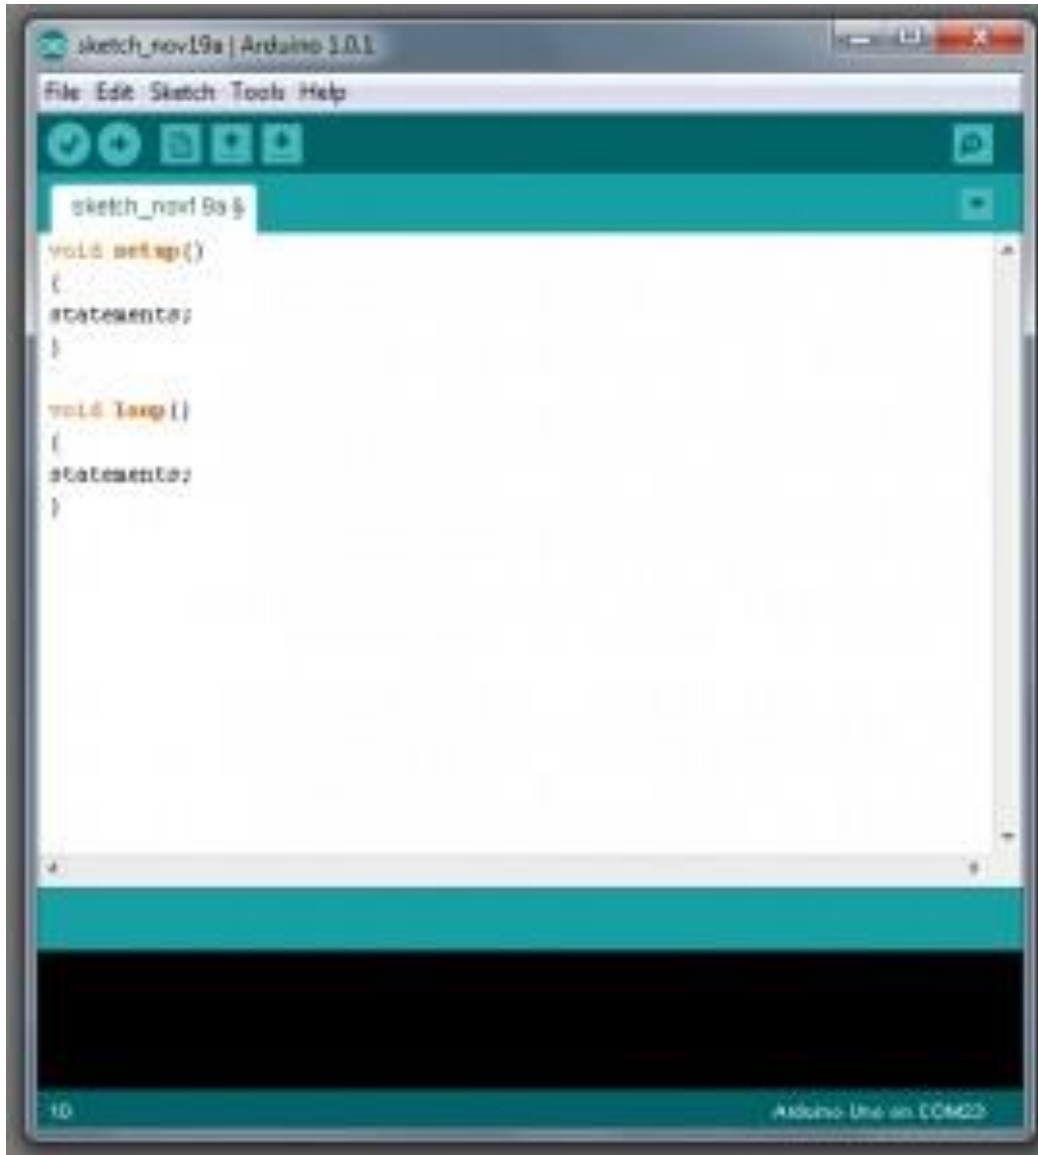 sketch_nov19a | Arduino 1.0.1
File Edit Sketch Tools Help
sketch_nov19a §
void setup()
{
statements;
}
void loop()
{
statements;
}
10
Arduino Uno on COM23